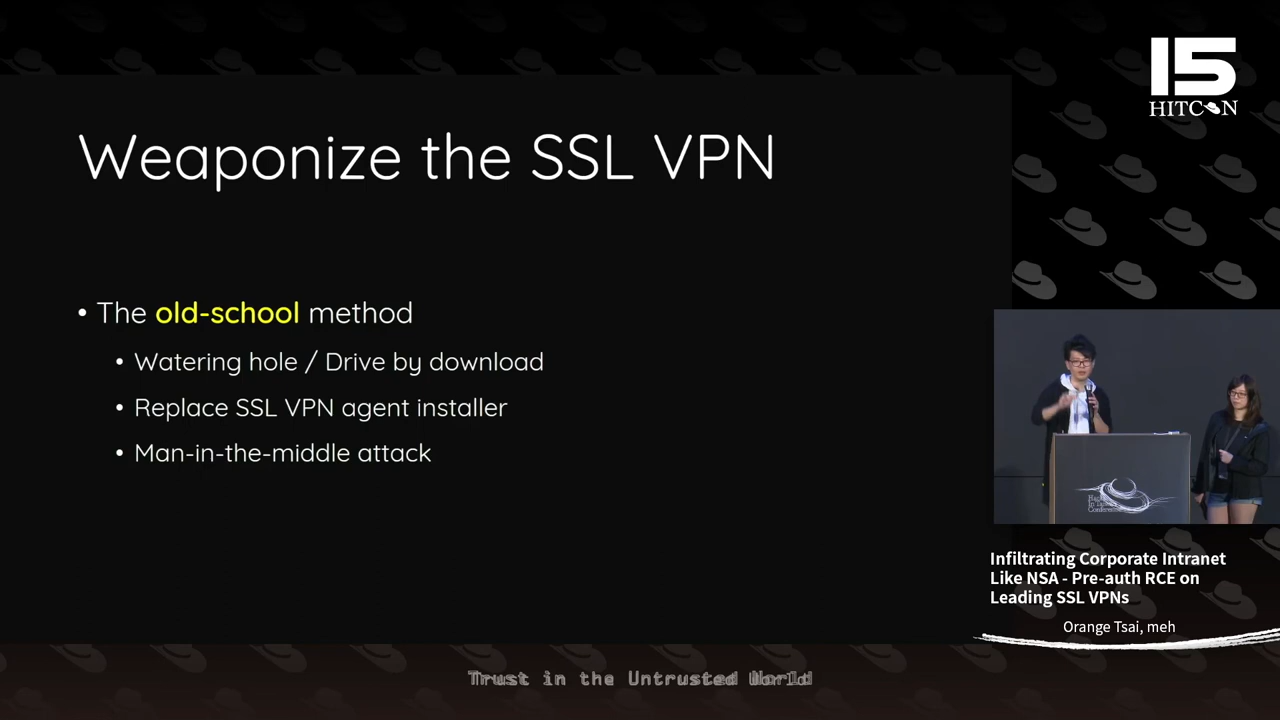 15
HITCON
Weaponize the SSL VPN
• The old-school method
• Watering hole / Drive by download
• Replace SSL VPN agent installer
• Man-in-the-middle attack
Infiltrating Corporate Intranet
Like NSA - Pre-auth RCE on
Leading SSL VPNs
Orange Tsai, meh
Trust in the Untrusted World